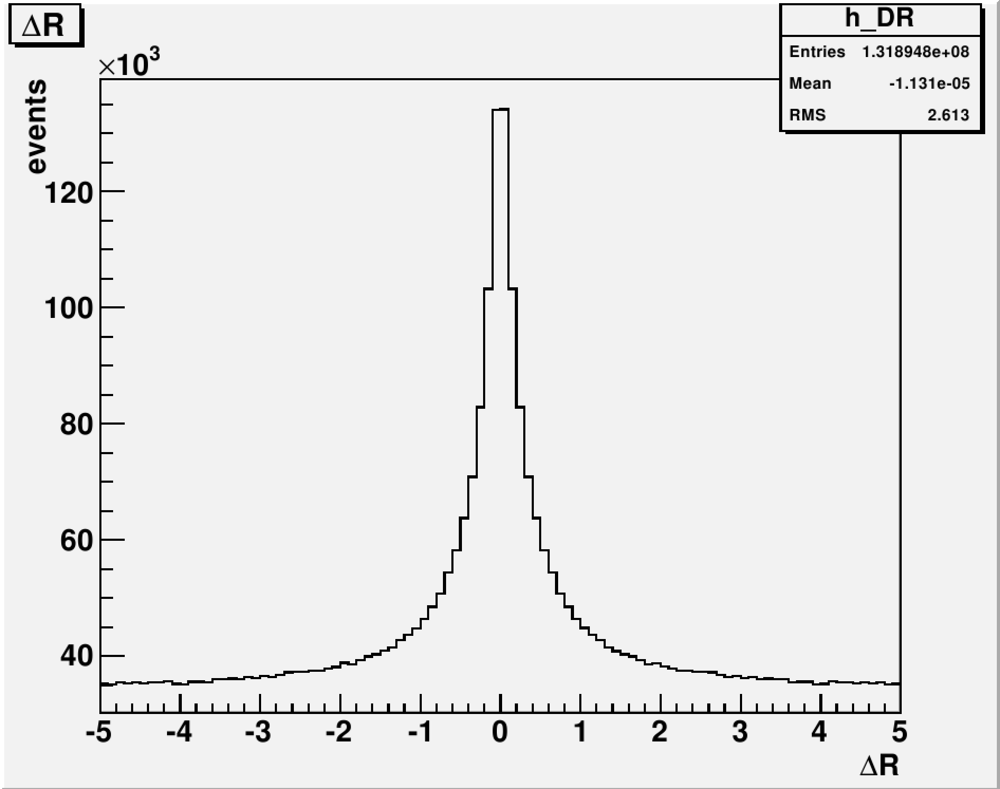 ΔR
h_DR
Entries 1.318948e+08
Mean -1.131e-05
RMS 2.613
×10³
events
120
100
80
60
40
-5 -4 -3 -2 -1 0 1 2 3 4 5
ΔR